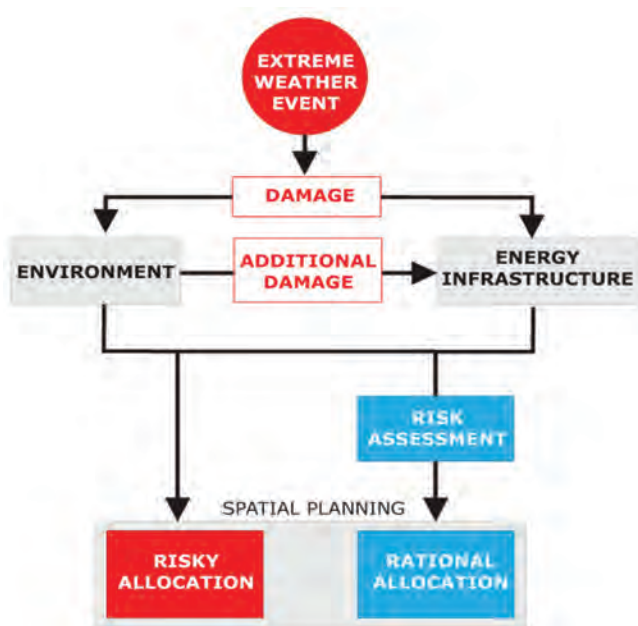 EXTREME
WEATHER
EVENT
DAMAGE
ENVIRONMENT
ADDITIONAL
DAMAGE
ENERGY
INFRASTRUCTURE
RISK
ASSESSMENT
SPATIAL PLANNING
RISKY
ALLOCATION
RATIONAL
ALLOCATION